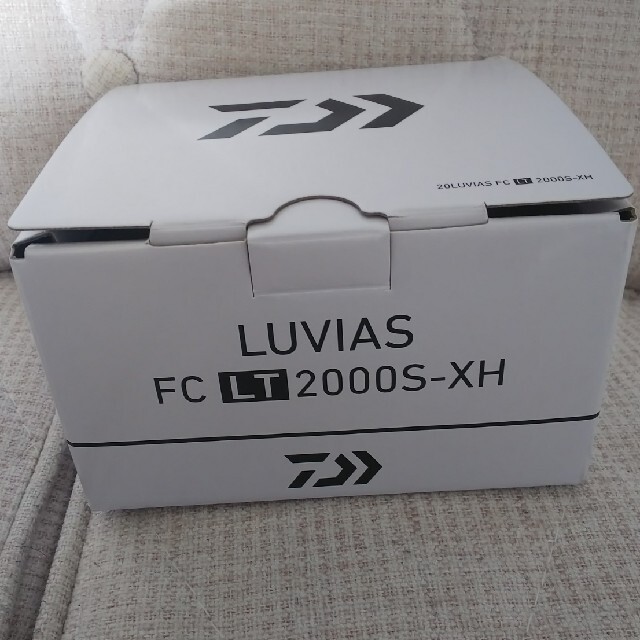 20LUVIAS FC LT 2000S-XH
LUVIAS
FC LT 2000S-XH